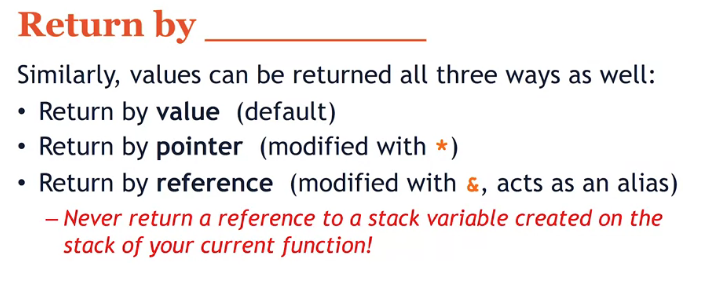 Return by ____________
Similarly, values can be returned all three ways as well:
• Return by value (default)
• Return by pointer (modified with *)
• Return by reference (modified with &, acts as an alias)
– Never return a reference to a stack variable created on the
stack of your current function!